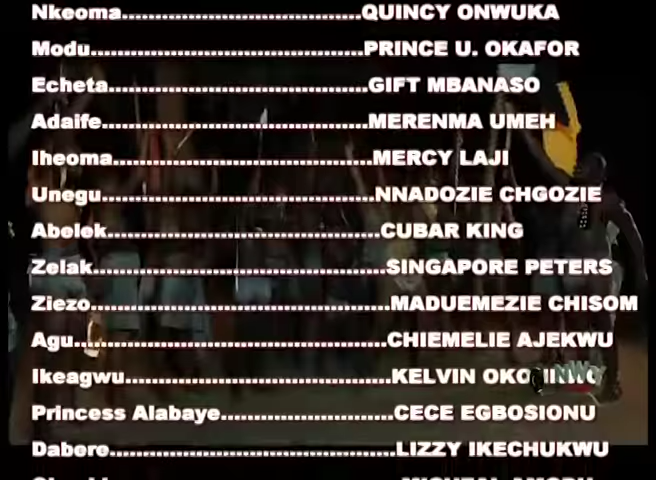 Nkeoma........................................QUINCY ONWUKA
Modu.............................................PRINCE U. OKAFOR
Echeta...........................................GIFT MBANASO
Adaife............................................MERENMA UMEH
Iheoma...........................................MERCY LAJI
Unegu.............................................NNADOZIE CHGOZIE
Abelek.............................................CUBAR KING
Zelak................................................SINGAPORE PETERS
Ziezo.................................................MADUEMEZIE CHISOM
Agu...................................................CHIEMELIE AJEKWU
Ikeagwu............................................KELVIN
Princess Alabaye.............................CECE EGBOSIONU
Dabere...............................................LIZZY IKECHUKWU